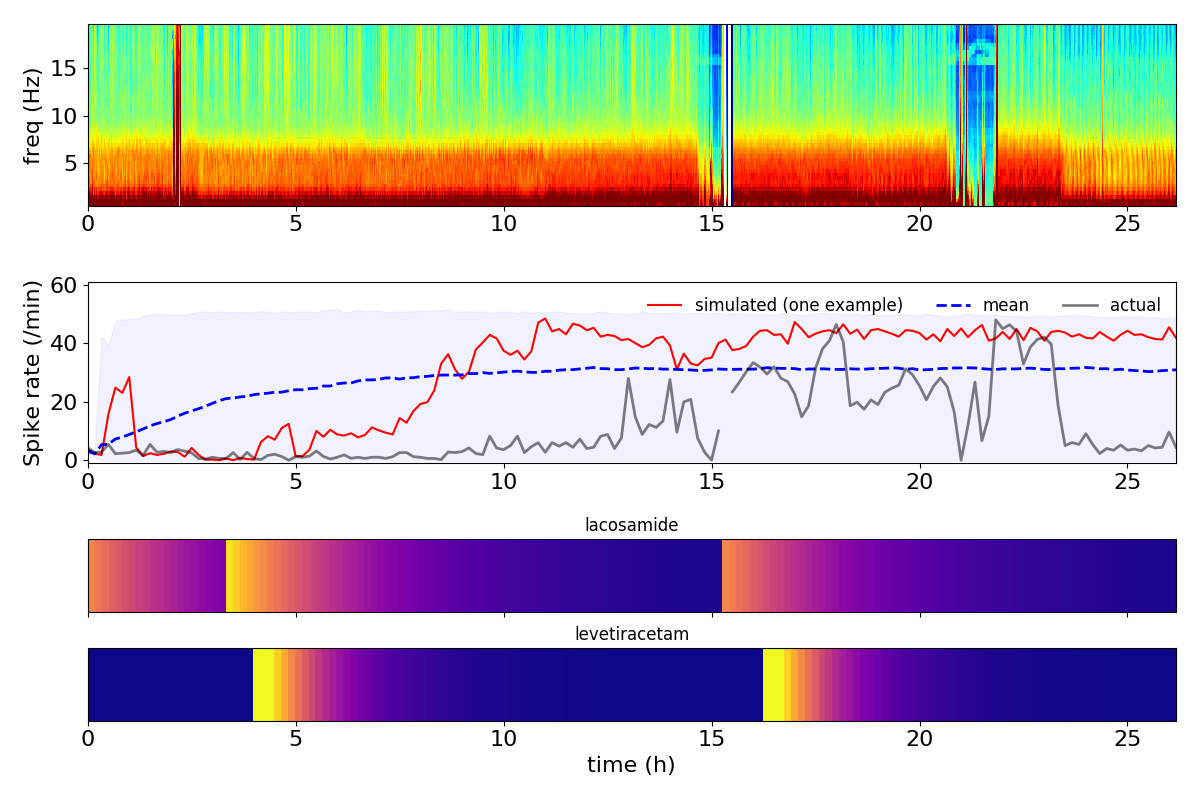 freq (Hz)
15
10
5
0 5 10 15 20 25
Spike rate (/min)
60
40
20
0
simulated (one example) mean actual
0 5 10 15 20 25
lacosamide
levetiracetam
0 5 10 15 20 25
time (h)